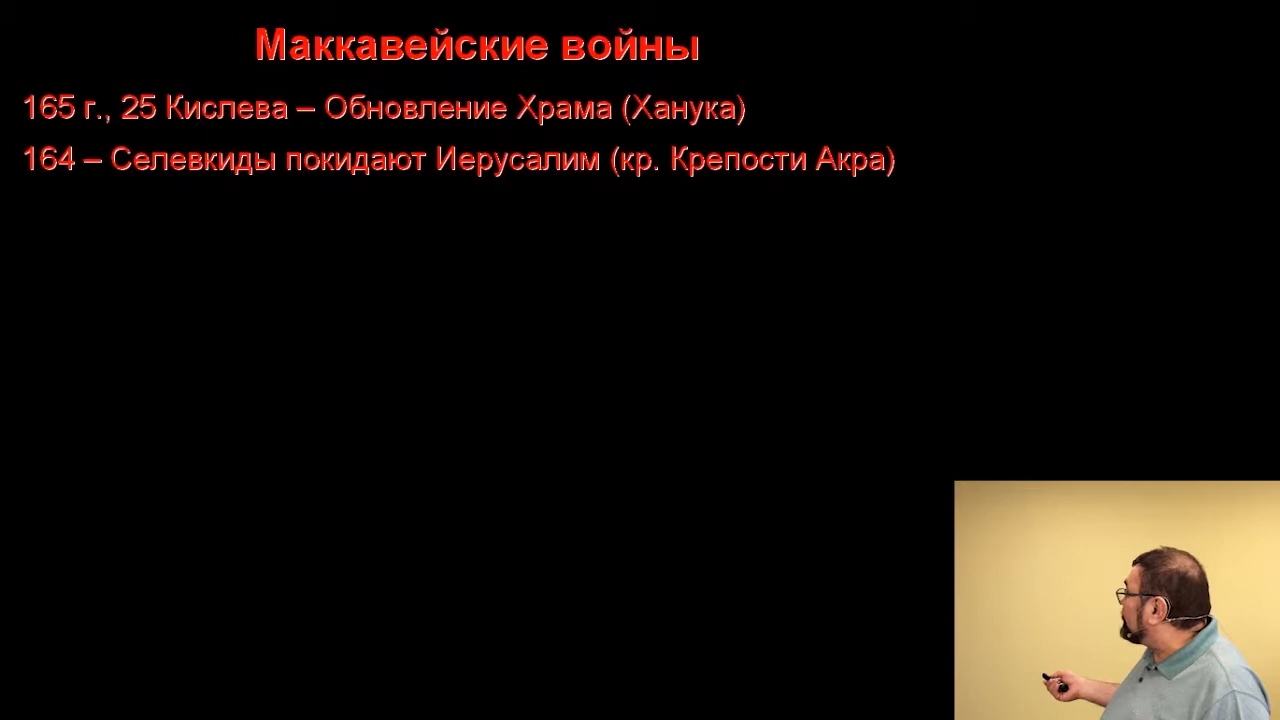 Маккавейские войны
165 г., 25 Кислева – Обновление Храма (Ханука)
164 – Селевкиды покидают Иерусалим (кр. Крепости Акра)